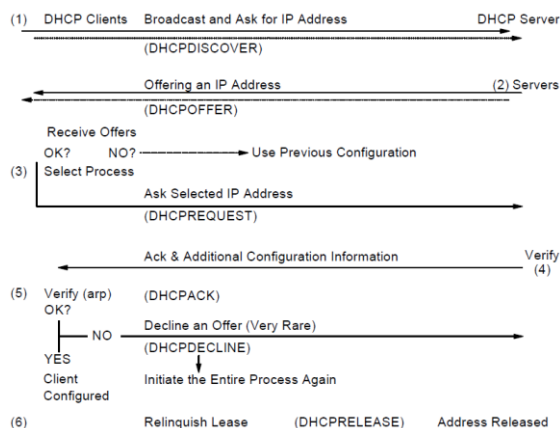 (1) DHCP Clients Broadcast and Ask for IP Address DHCP Server
(DHCPDISCOVER)
Offering an IP Address (2) Servers
(DHCPOFFER)
Receive Offers
OK? NO? Use Previous Configuration
(3) Select Process
Ask Selected IP Address
(DHCPREQUEST)
Ack & Additional Configuration Information Verify
(4)
(5) Verify (arp) (DHCPACK)
OK?
Decline an Offer (Very Rare)
NO
(DHCPDECLINE)
YES
Client Initiate the Entire Process Again
Configured
(6) Relinquish Lease (DHCPRELEASE) Address Released